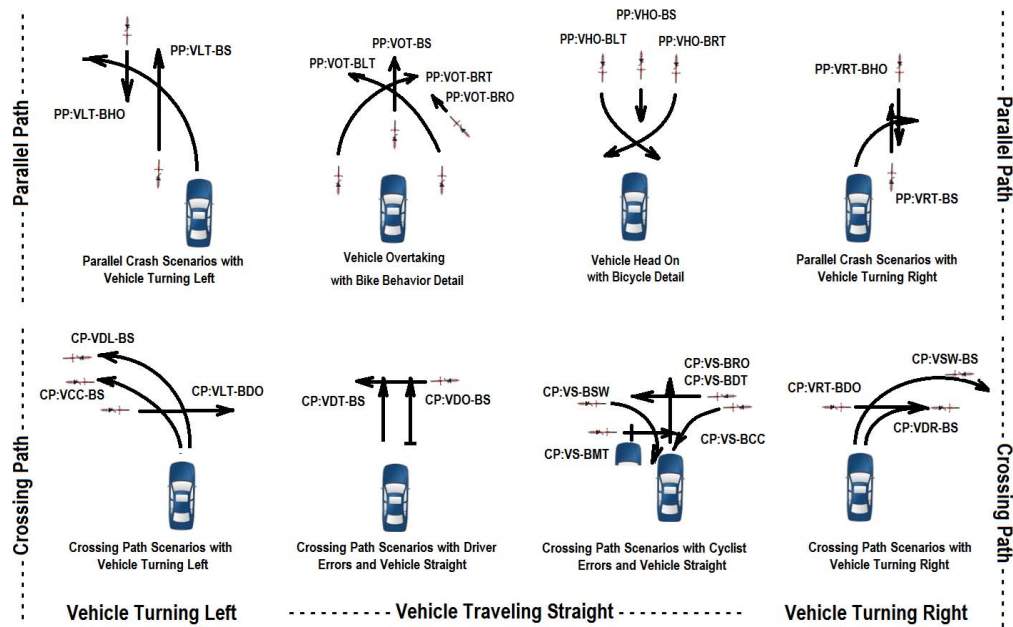 Parallel Path
PP:VLT-BS
PP:VLT-BHO
Parallel Crash Scenarios with
Vehicle Turning Left
PP:VOT-BS
PP:VOT-BLT
PP:VOT-BRT
PP:VOT-BRO
Vehicle Overtaking
with Bike Behavior Detail
PP:VHO-BS
PP:VHO-BLT
PP:VHO-BRT
Vehicle Head On
with Bicycle Detail
PP:VRT-BHO
PP:VRT-BS
Parallel Crash Scenarios with
Vehicle Turning Right
Parallel Path
Crossing Path
CP-VDL-BS
CP:VCC-BS
CP:VLT-BDO
Crossing Path Scenarios with
Vehicle Turning Left
CP:VDT-BS
CP:VDO-BS
Crossing Path Scenarios with Driver
Errors and Vehicle Straight
CP:VS-BRO
CP:VS-BDT
CP:VS-BSW
CP:VS-BCC
CP:VS-BMT
Crossing Path Scenarios with Cyclist
Errors and Vehicle Straight
CP:VSW-BS
CP:VRT-BDO
CP:VDR-BS
Crossing Path Scenarios with
Vehicle Turning Right
Crossing Path
Vehicle Turning Left
Vehicle Traveling Straight
Vehicle Turning Right